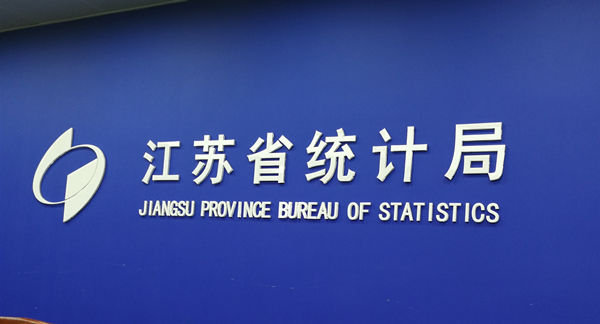 江苏省统计局
JIANGSU PROVINCE BUREAU OF STATISTICS